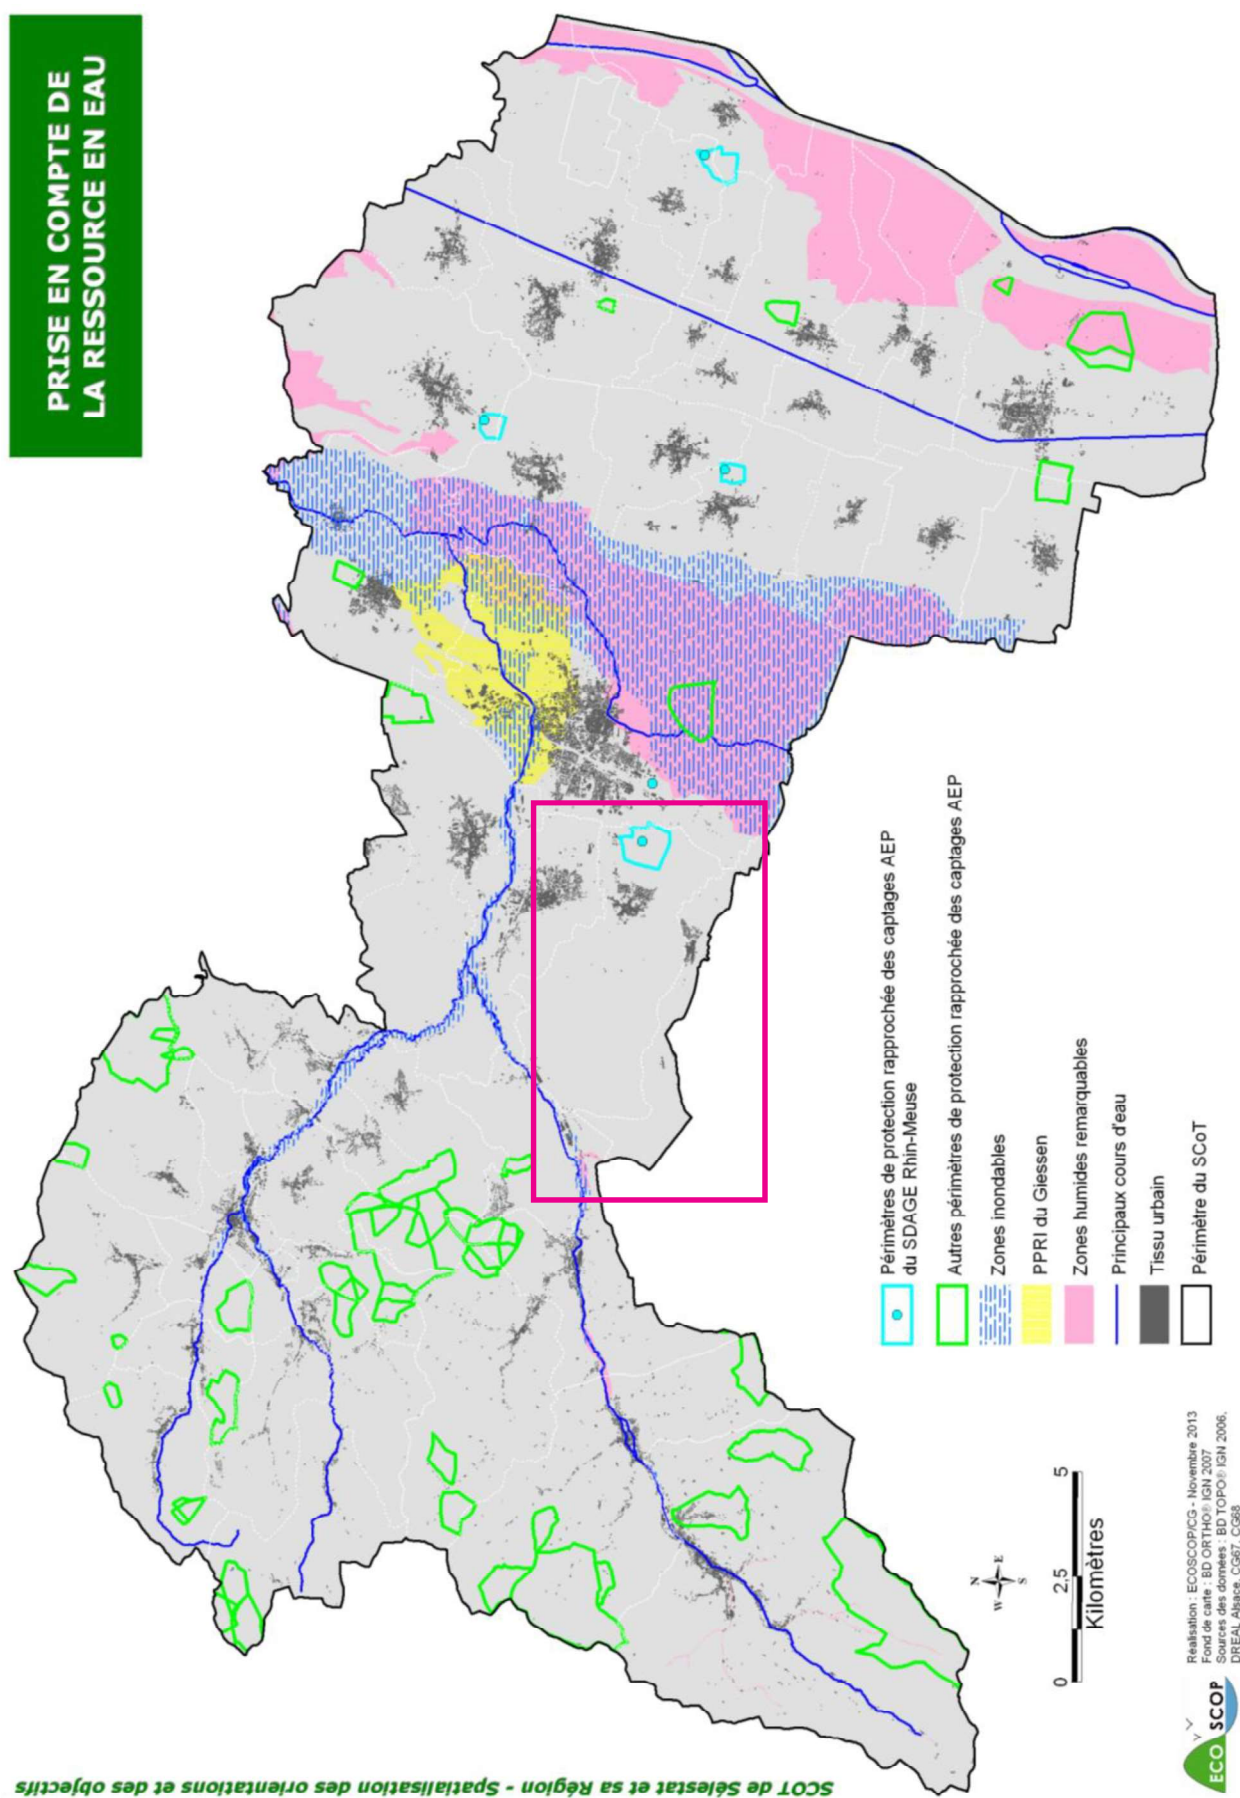 PRISE EN COMPTE DE
LA RESSOURCE EN EAU
Périmètres de protection rapprochée des captages AEP
du SDAGE Rhin-Meuse
Autres périmètres de protection rapprochée des captages AEP
Zones inondables
PPRI du Giessen
Zones humides remarquables
Principaux cours d'eau
Tissu urbain
Périmètre du SCoT
N
W
E
S
0
2,5
5
Kilomètres
Réalisation : ECOSCOP/CG - Novembre 2013
Fond de carte : BD ORTHO® IGN 2007
Sources des données : BD TOPO® IGN 2006,
DREAL Alsace, CG67, CG68
ECO SCOP
SCOT de Sélestat et sa Région - Spatialisation des orientations et des objectifs